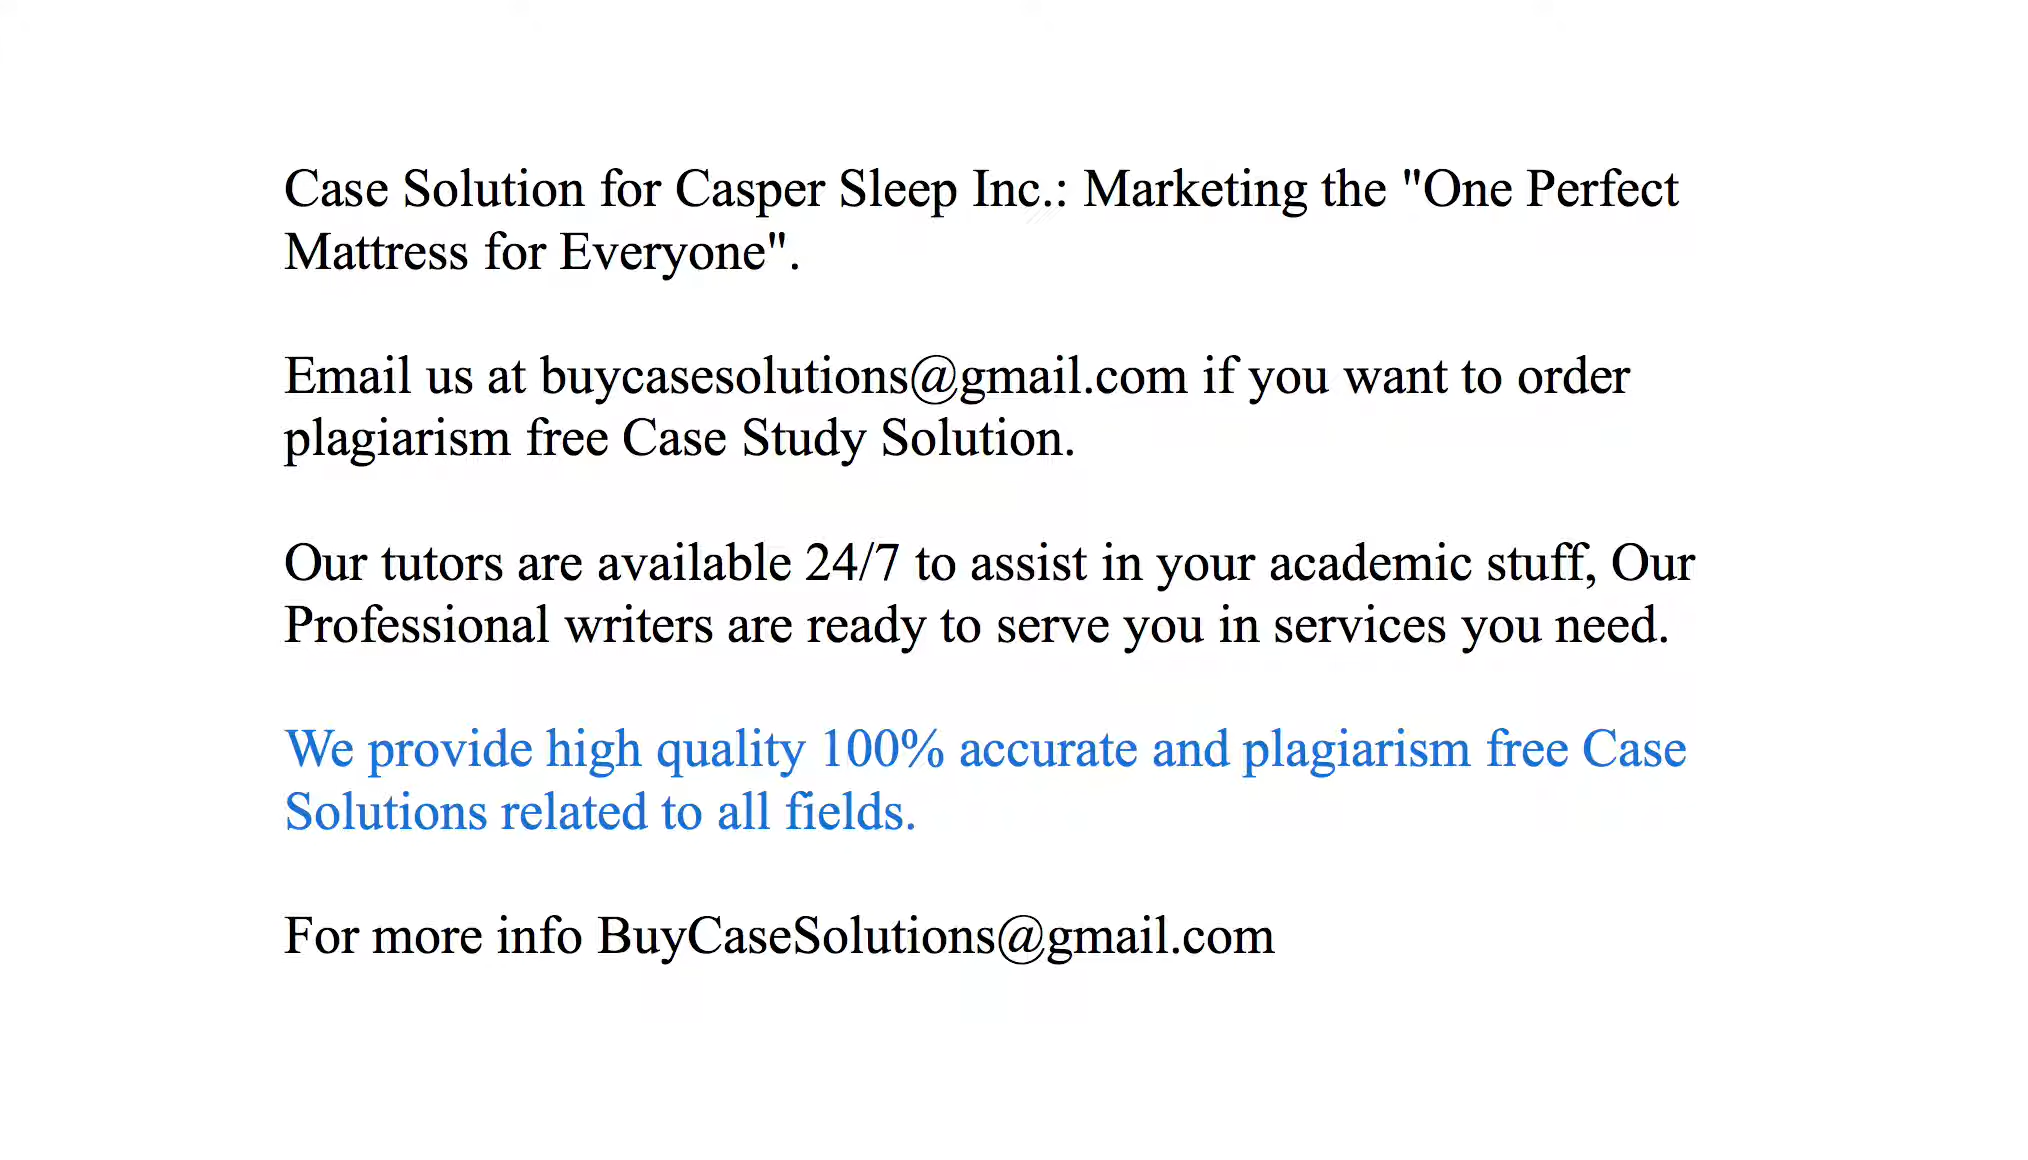 Case Solution for Casper Sleep Inc.: Marketing the "One Perfect
Mattress for Everyone".
Email us at buycasesolutions@gmail.com if you want to order
plagiarism free Case Study Solution.
Our tutors are available 24/7 to assist in your academic stuff, Our
Professional writers are ready to serve you in services you need.
We provide high quality 100% accurate and plagiarism free Case
Solutions related to all fields.
For more info BuyCaseSolutions@gmail.com